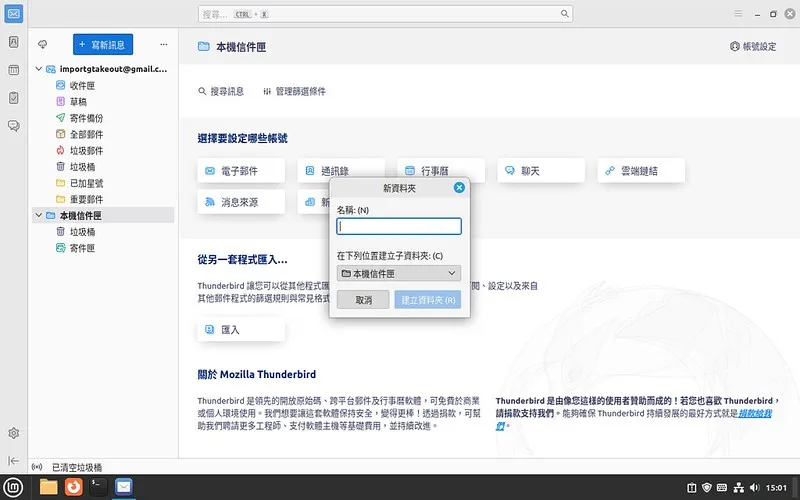 搜尋… CTRL + K
+ 寫新訊息
importgtakeout@gmail.c...
收件匣
草稿
寄件備份
全部郵件
垃圾郵件
垃圾桶
已加星號
重要郵件
本機信件匣
垃圾桶
寄件匣
本機信件匣
帳號設定
搜尋訊息
管理篩選條件
選擇要設定哪些帳號
電子郵件
通訊錄
行事曆
聊天
雲端鏈結
消息來源
新
新資料夾
名稱: (N)
在下列位置建立子資料夾: (C)
本機信件匣
取消
建立資料夾 (R)
從另一套程式匯入...
Thunderbird 讓您可以從其他程式匯 閱、設定以及來自
其他郵件程式的篩選規則與常見格式
匯入
關於 Mozilla Thunderbird
Thunderbird 是領先的開放原始碼、跨平台郵件及行事曆軟體，可免費於商業
或個人環境使用。我們想要讓這套軟體保持安全，變得更棒！透過捐款，可幫
助我們聘請更多工程師、支付軟體主機等基礎費用，並持續改進。
Thunderbird 是由像您這樣的使用者贊助而成的！若您也喜歡 Thunderbird，
請捐款支持我們。能夠確保 Thunderbird 持續發展的最好方式就是捐款給我
們。
已清空垃圾桶
15:01